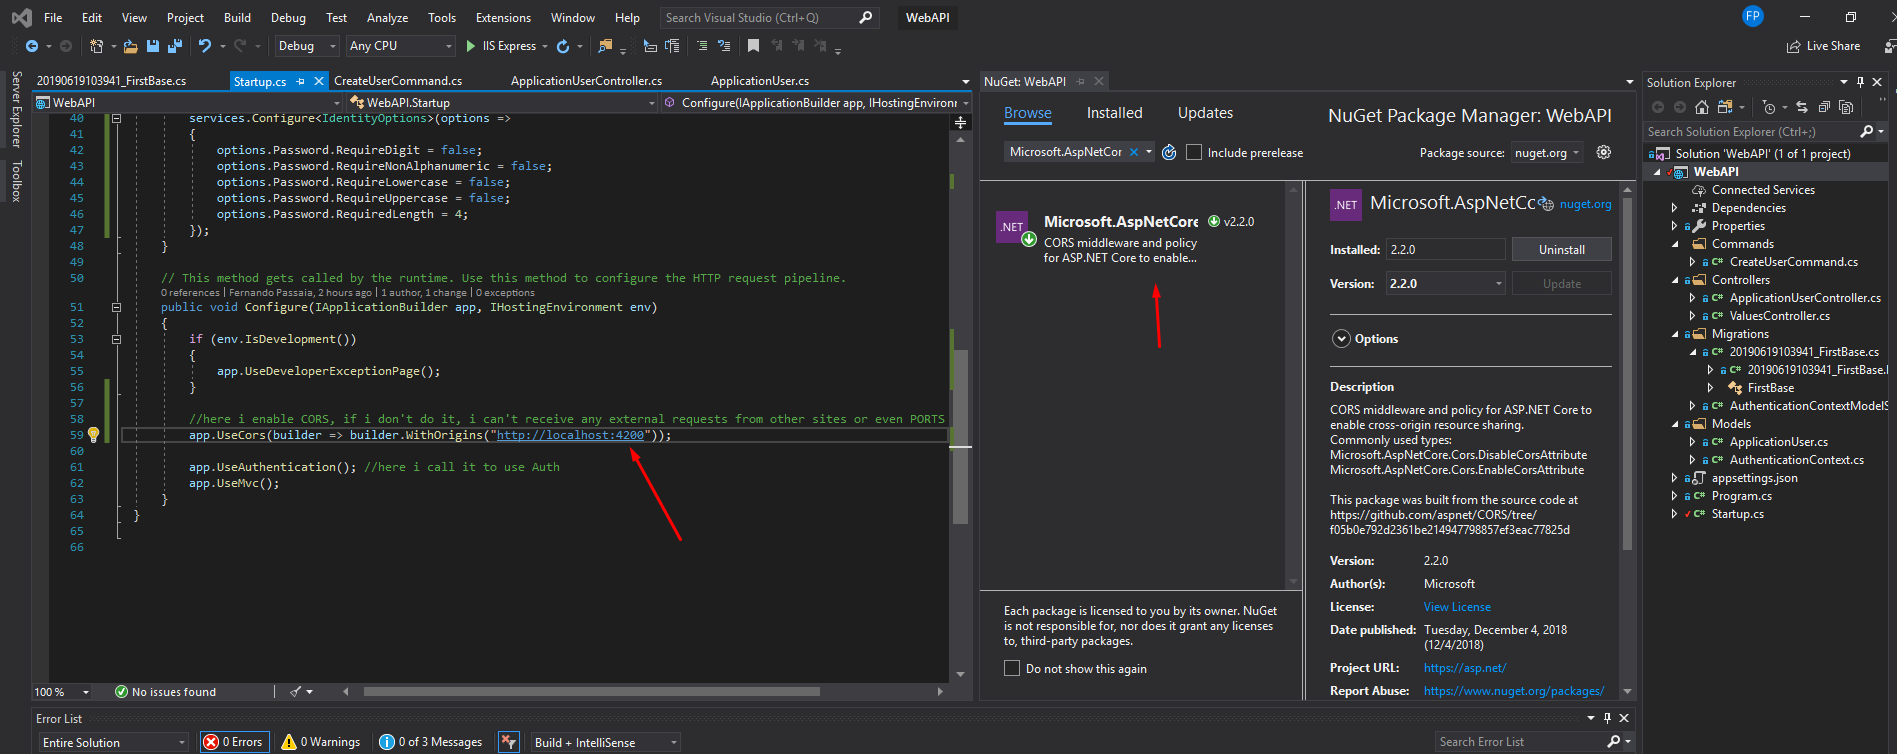 File Edit View Project Build Debug Test Analyze Tools Extensions Window Help Search Visual Studio (Ctrl+Q) WebAPI FP
Debug Any CPU IIS Express Live Share
Server Explorer
Toolbox
20190619103941_FirstBase.cs Startup.cs CreateUserCommand.cs ApplicationUserController.cs ApplicationUser.cs
WebAPI WebAPI.Startup Configure(IApplicationBuilder app, IHostingEnvironm
40 services.Configure<IdentityOptions>(options =>
41 {
42 options.Password.RequireDigit = false;
43 options.Password.RequireNonAlphanumeric = false;
44 options.Password.RequireLowercase = false;
45 options.Password.RequireUppercase = false;
46 options.Password.RequiredLength = 4;
47 });
48 }
49
50 // This method gets called by the runtime. Use this method to configure the HTTP request pipeline.
0 references | Fernando Passaia, 2 hours ago | 1 author, 1 change | 0 exceptions
51 public void Configure(IApplicationBuilder app, IHostingEnvironment env)
52 {
53 if (env.IsDevelopment())
54 {
55 app.UseDeveloperExceptionPage();
56 }
57
58 //here i enable CORS, if i don't do it, i can't receive any external requests from other sites or even PORTS
59 app.UseCors(builder => builder.WithOrigins("http://localhost:4200"));
60
61 app.UseAuthentication(); //here i call it to use Auth
62 app.UseMvc();
63 }
64 }
65
66
100 % No issues found
NuGet: WebAPI
Browse Installed Updates NuGet Package Manager: WebAPI
Microsoft.AspNetCor Include prerelease Package source: nuget.org
.NET Microsoft.AspNetCore v2.2.0
CORS middleware and policy
for ASP.NET Core to enable...
Each package is licensed to you by its owner. NuGet
is not responsible for, nor does it grant any licenses
to, third-party packages.
Do not show this again
.NET Microsoft.AspNetCo nuget.org
Installed: 2.2.0 Uninstall
Version: 2.2.0 Update
Options
Description
CORS middleware and policy for ASP.NET Core to
enable cross-origin resource sharing.
Commonly used types:
Microsoft.AspNetCore.Cors.DisableCorsAttribute
Microsoft.AspNetCore.Cors.EnableCorsAttribute
This package was built from the source code at
https://github.com/aspnet/CORS/tree/
f05b0e792d2361be214947798857ef3eac77825d
Version: 2.2.0
Author(s): Microsoft
License: View License
Date published: Tuesday, December 4, 2018
(12/4/2018)
Project URL: https://asp.net/
Report Abuse: https://www.nuget.org/packages/
Solution Explorer
Search Solution Explorer (Ctrl+;)
Solution 'WebAPI' (1 of 1 project)
WebAPI
Connected Services
Dependencies
Properties
Commands
C# CreateUserCommand.cs
Controllers
C# ApplicationUserController.cs
C# ValuesController.cs
Migrations
C# 20190619103941_FirstBase.cs
C# 20190619103941_FirstBase.
FirstBase
C# AuthenticationContextModelS
Models
C# ApplicationUser.cs
C# AuthenticationContext.cs
appsettings.json
C# Program.cs
C# Startup.cs
Error List
Entire Solution 0 Errors 0 Warnings 0 of 3 Messages Build + IntelliSense Search Error List